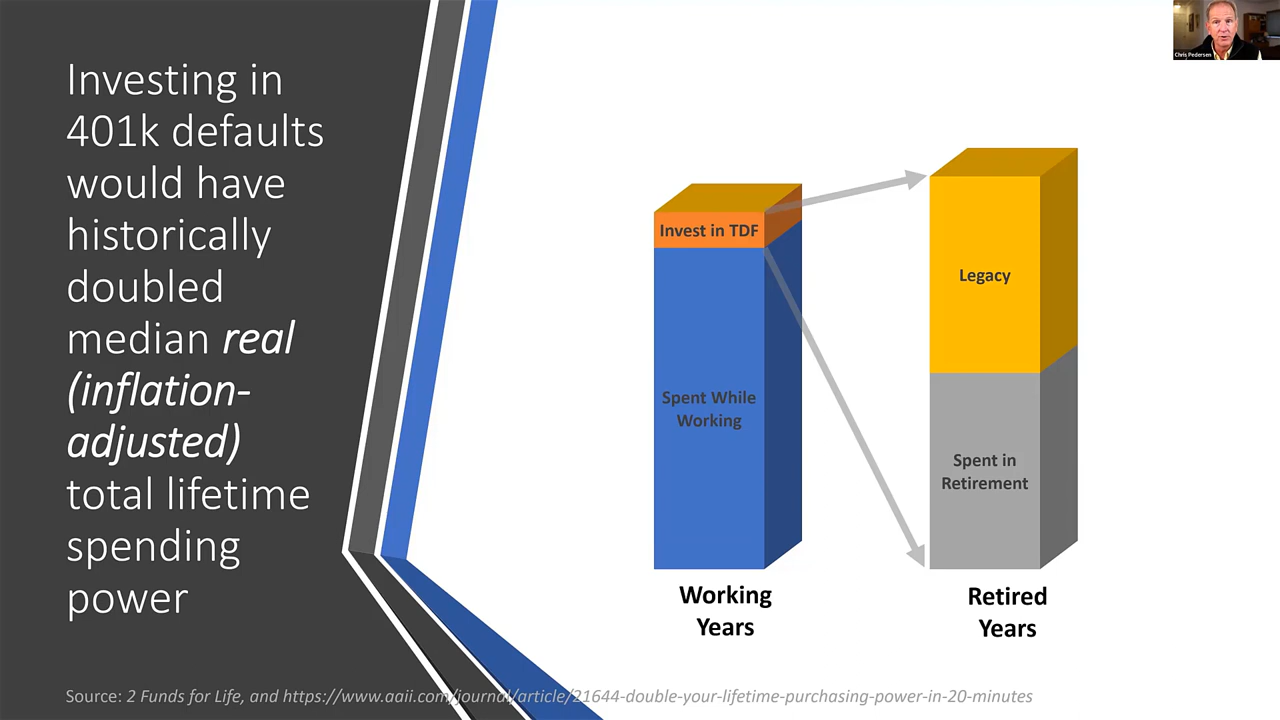 Investing in
401k defaults
would have
historically
doubled
median real
(inflation-
adjusted)
total lifetime
spending
power
Chris Pedersen
Invest in TDF
Spent While
Working
Legacy
Spent in
Retirement
Working
Years
Retired
Years
Source: 2 Funds for Life, and https://www.aaii.com/journal/article/21644-double-your-lifetime-purchasing-power-in-20-minutes